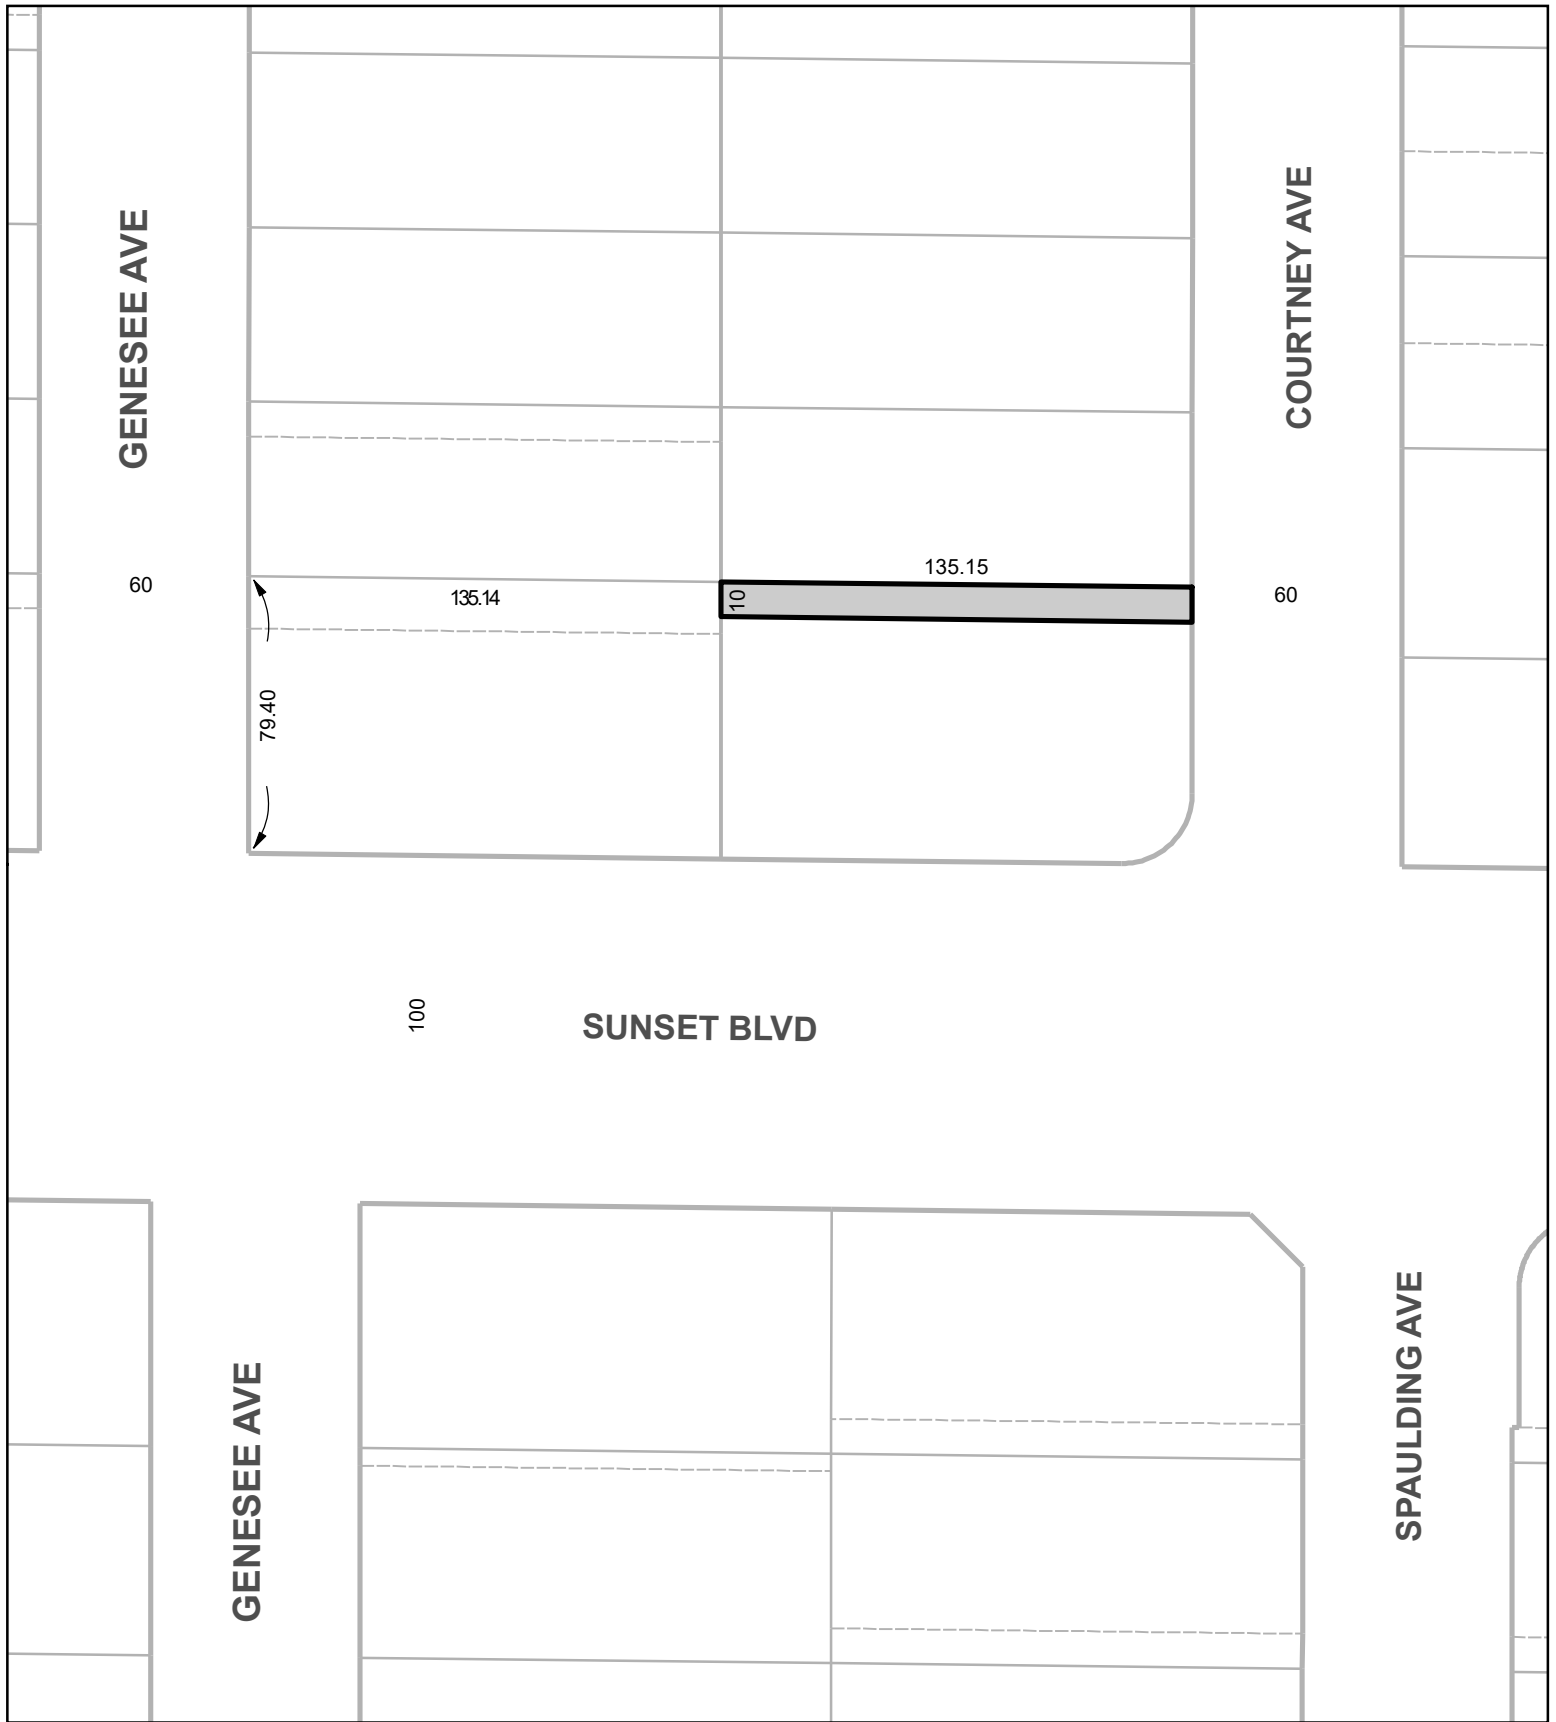 GENESEE AVE
COURTNEY AVE
135.15
60
135.14
10
60
79.40
100
SUNSET BLVD
GENESEE AVE
SPAULDING AVE